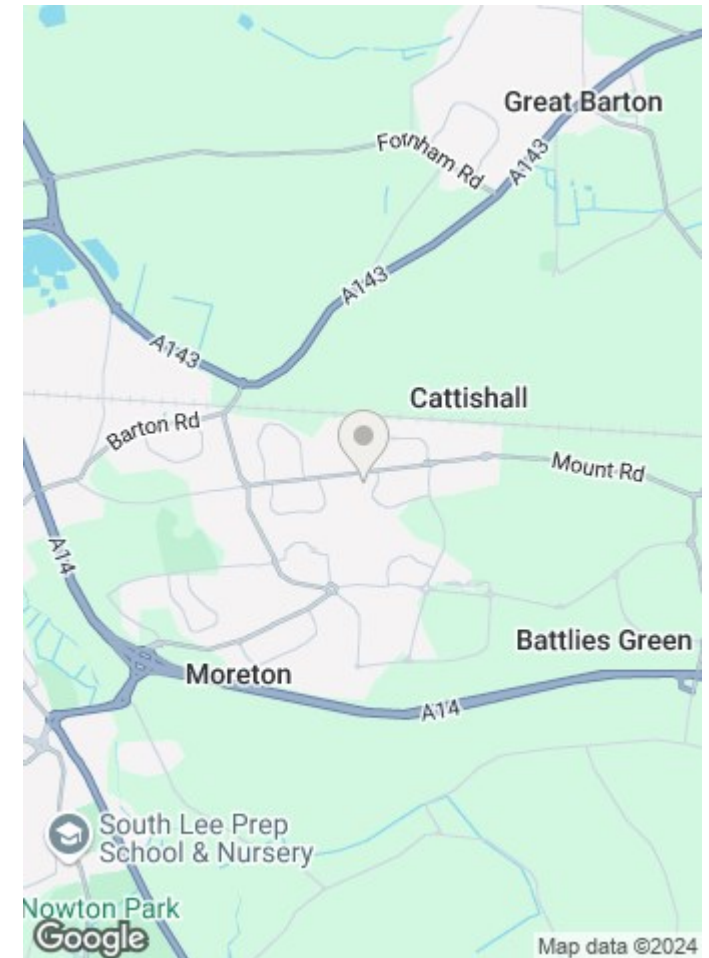 Great Barton
Fornham Rd
A143
A143
A143
Cattishall
Barton Rd
Mount Rd
A14
Battlies Green
Moreton
A14
South Lee Prep
School & Nursery
Nowton Park
Google
Map data ©2024